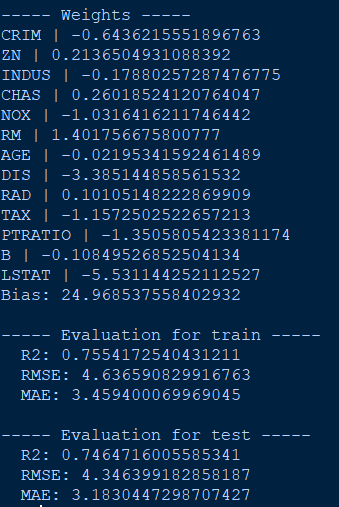 ----- Weights -----
CRIM | -0.6436215551896763
ZN | 0.2136504931088392
INDUS | -0.17880257287476775
CHAS | 0.26018524120764047
NOX | -1.0316416211746442
RM | 1.401756675800777
AGE | -0.02195341592461489
DIS | -3.385144858561532
RAD | 0.10105148222869909
TAX | -1.1572502522657213
PTRATIO | -1.3505805423381174
B | -0.10849526852504134
LSTAT | -5.531144252112527
Bias: 24.968537558402932
----- Evaluation for train -----
R2: 0.7554172540431211
RMSE: 4.636590829916763
MAE: 3.459400069969045
----- Evaluation for test -----
R2: 0.7464716005585341
RMSE: 4.346399182858187
MAE: 3.1830447298707427